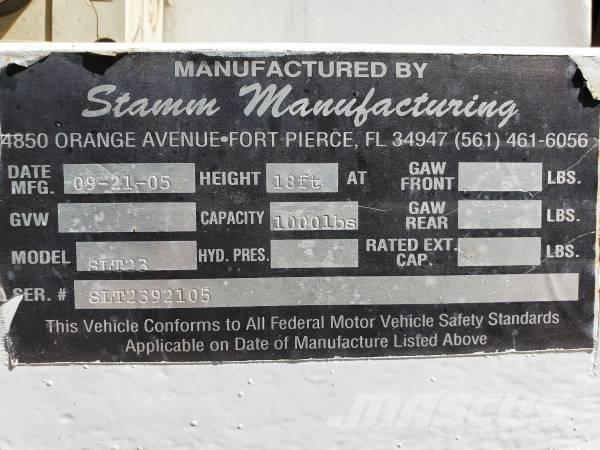 MANUFACTURED BY
Stamm Manufacturing
4850 ORANGE AVENUE•FORT PIERCE, FL 34947 (561) 461-6056
DATE MFG. 09-21-05 HEIGHT 18ft AT GAW FRONT LBS.
GVW CAPACITY 1000lbs GAW REAR LBS.
MODEL SLT23 HYD. PRES. RATED EXT. CAP. LBS.
SER. # SLT2392105
This Vehicle Conforms to All Federal Motor Vehicle Safety Standards
Applicable on Date of Manufacture Listed Above
MASCUS